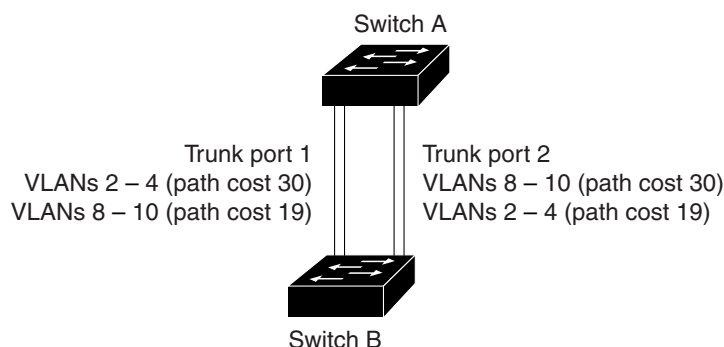 Switch A
Trunk port 1
VLANs 2 – 4 (path cost 30)
VLANs 8 – 10 (path cost 19)
Trunk port 2
VLANs 8 – 10 (path cost 30)
VLANs 2 – 4 (path cost 19)
Switch B